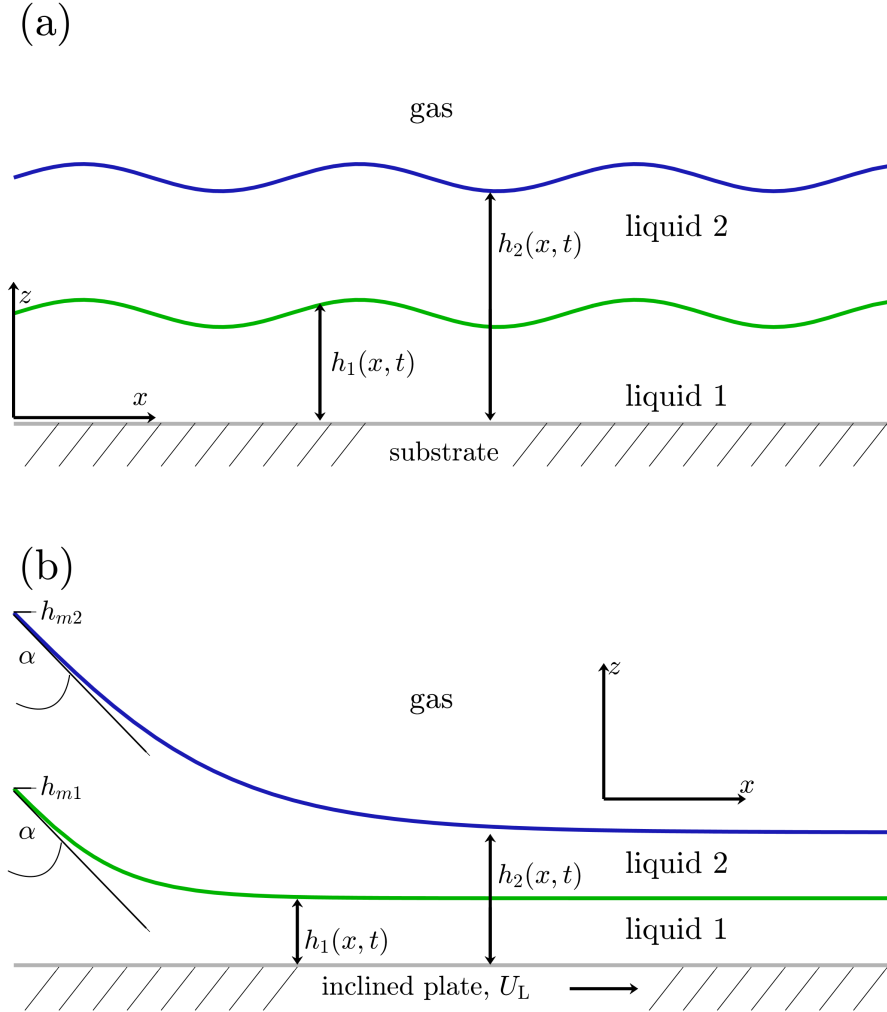 (a)
gas
liquid 2
h₂(x, t)
z
h₁(x, t)
x
liquid 1
substrate
(b)
hₘ₂
α
z
gas
x
hₘ₁
α
liquid 2
h₂(x, t)
liquid 1
h₁(x, t)
inclined plate, U_L